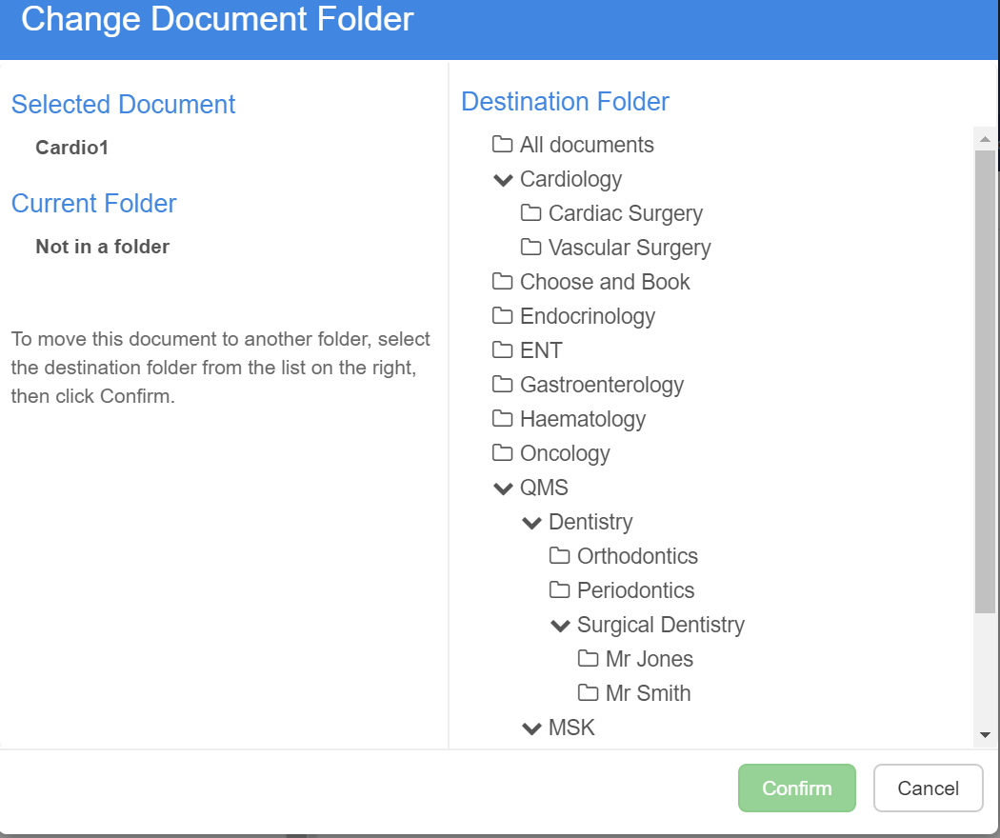 Change Document Folder
Selected Document
Cardio1
Current Folder
Not in a folder
To move this document to another folder, select
the destination folder from the list on the right,
then click Confirm.
Destination Folder
All documents
Cardiology
Cardiac Surgery
Vascular Surgery
Choose and Book
Endocrinology
ENT
Gastroenterology
Haematology
Oncology
QMS
Dentistry
Orthodontics
Periodontics
Surgical Dentistry
Mr Jones
Mr Smith
MSK
Confirm
Cancel